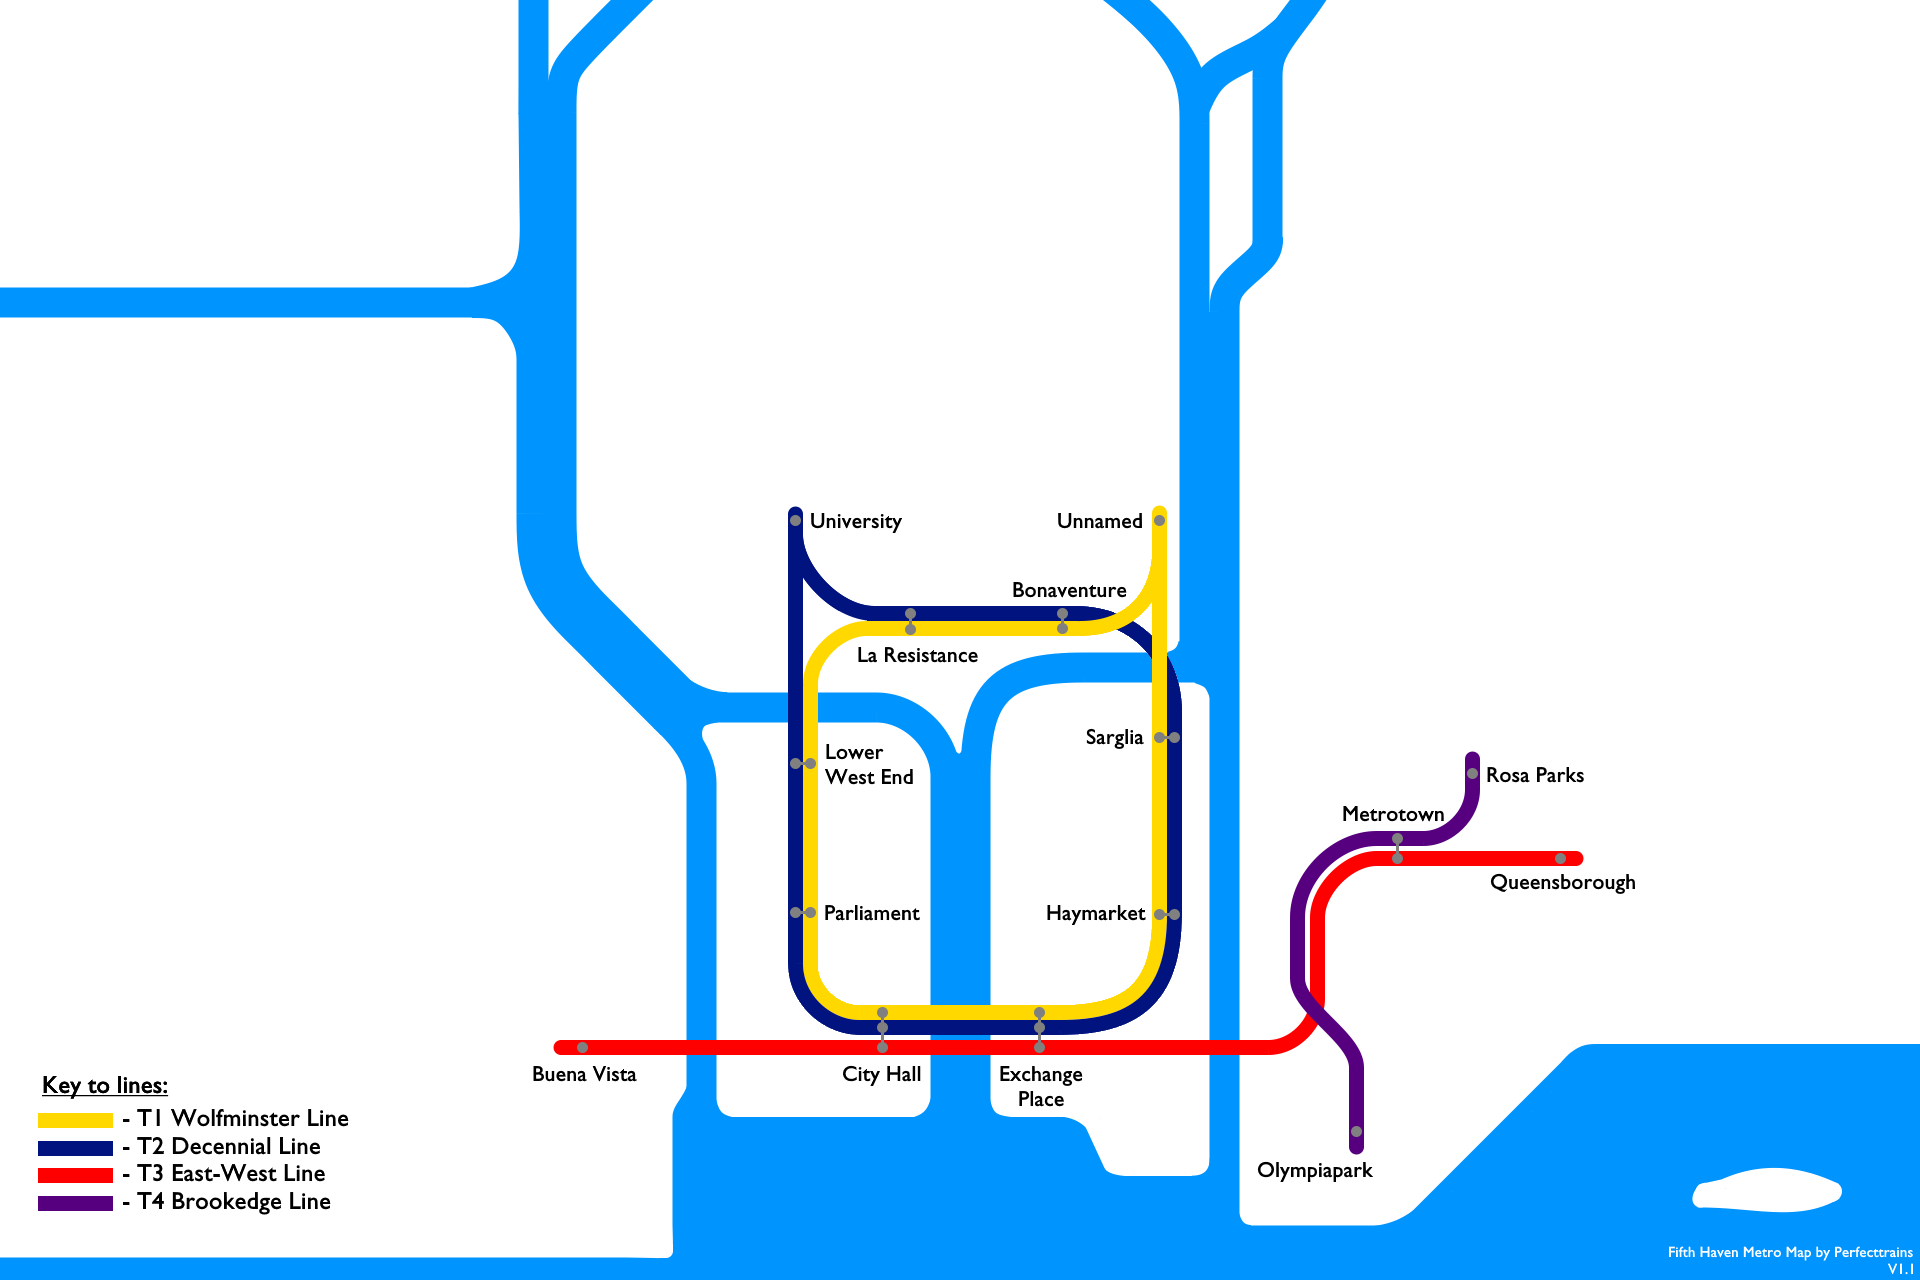 University
Unnamed
Bonaventure
La Resistance
Sarglia
Lower
West End
Rosa Parks
Metrotown
Queensborough
Parliament
Haymarket
Buena Vista
City Hall
Exchange
Place
Olympiapark
Key to lines:
- T1 Wolfminster Line
- T2 Decennial Line
- T3 East-West Line
- T4 Brookedge Line
Fifth Haven Metro Map by Perfecttrains
V1.1